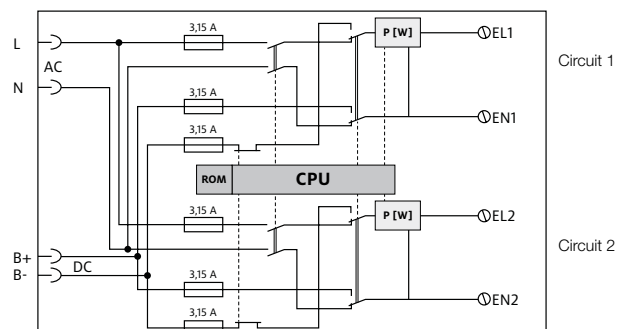 3,15 A
L
P [W]
EL1
AC
Circuit 1
N
3,15 A
EN1
3,15 A
ROM
CPU
3,15 A
P [W]
EL2
Circuit 2
B+
DC
B-
3,15 A
EN2
3,15 A